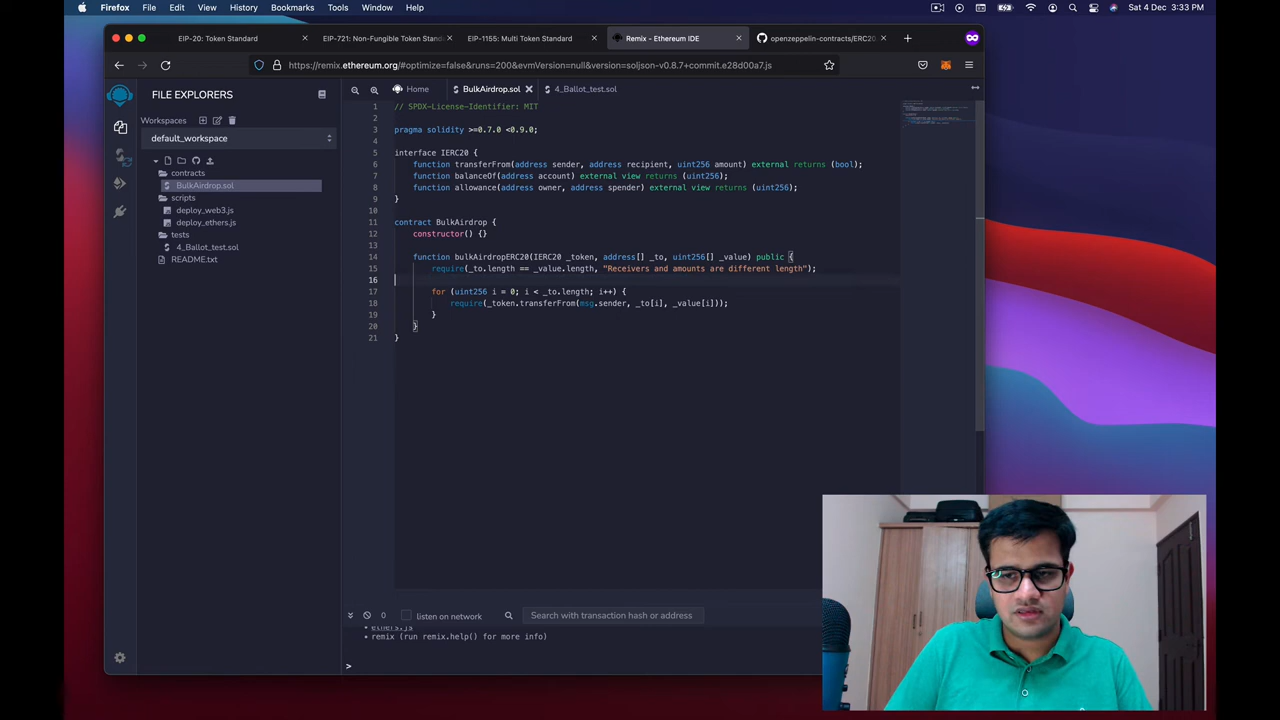 Firefox File Edit View History Bookmarks Tools Window Help Sat 4 Dec 3:33 PM
EIP-20: Token Standard
EIP-721: Non-Fungible Token Stand
EIP-1155: Multi Token Standard
Remix - Ethereum IDE
openzeppelin-contracts/ERC20
https://remix.ethereum.org/#optimize=false&runs=200&evmVersion=null&version=soljson-v0.8.7+commit.e28d00a7.js
FILE EXPLORERS
Home
BulkAirdrop.sol
4_Ballot_test.sol
Workspaces
default_workspace
contracts
BulkAirdrop.sol
scripts
deploy_web3.js
deploy_ethers.js
tests
4_Ballot_test.sol
README.txt
1 // SPDX-License-Identifier: MIT
2
3 pragma solidity >=0.7.0 <0.9.0;
4
5 interface IERC20 {
6 function transferFrom(address sender, address recipient, uint256 amount) external returns (bool);
7 function balanceOf(address account) external view returns (uint256);
8 function allowance(address owner, address spender) external view returns (uint256);
9 }
10
11 contract BulkAirdrop {
12 constructor() {}
13
14 function bulkAirdropERC20(IERC20 _token, address[] _to, uint256[] _value) public {
15 require(_to.length == _value.length, "Receivers and amounts are different length");
16
17 for (uint256 i = 0; i < _to.length; i++) {
18 require(_token.transferFrom(msg.sender, _to[i], _value[i]));
19 }
20 }
21 }
0 listen on network Search with transaction hash or address
ethers.js
remix (run remix.help() for more info)
>